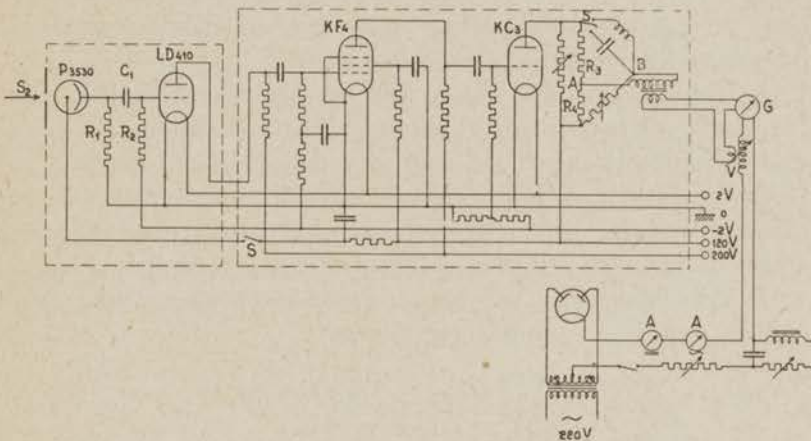 S₂
P3530
C₁
LD410
R₁
R₂
KF₄
KC₃
S
R₃
A
R₄
B
G
V
2V
0
-2V
120V
200V
S
A
A
~
220V